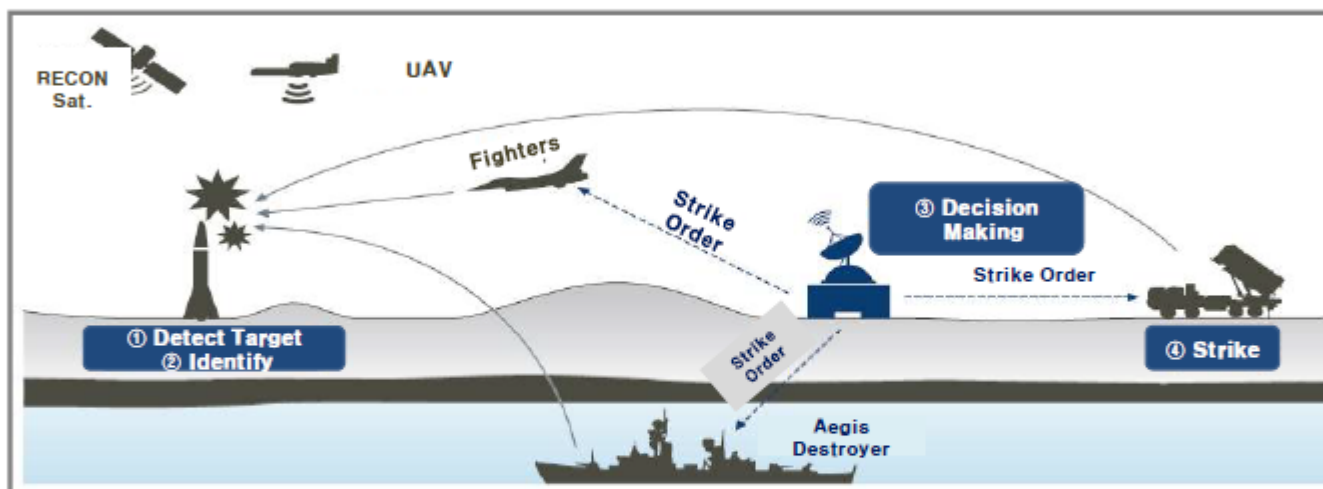 RECON
Sat.
UAV
Fighters
Strike
Order
③ Decision
Making
Strike Order
① Detect Target
② Identify
Strike
Order
④ Strike
Aegis
Destroyer